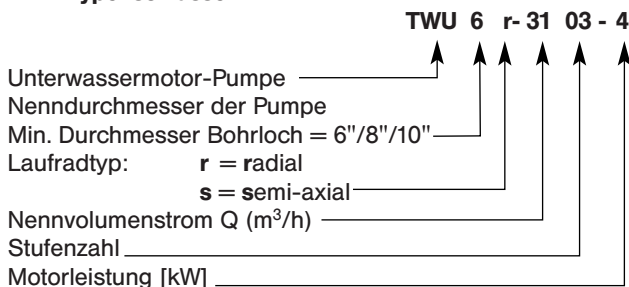 TWU 6 r- 31 03 - 4
Unterwassermotor-Pumpe
Nenndurchmesser der Pumpe
Min. Durchmesser Bohrloch = 6"/8"/10"
Laufradtyp: r = radial
s = semi-axial
Nennvolumenstrom Q (m³/h)
Stufenzahl
Motorleistung [kW]